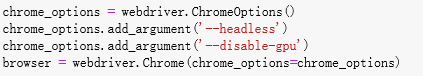 chrome_options = webdriver.ChromeOptions()
chrome_options.add_argument('--headless')
chrome_options.add_argument('--disable-gpu')
browser = webdriver.Chrome(chrome_options=chrome_options)